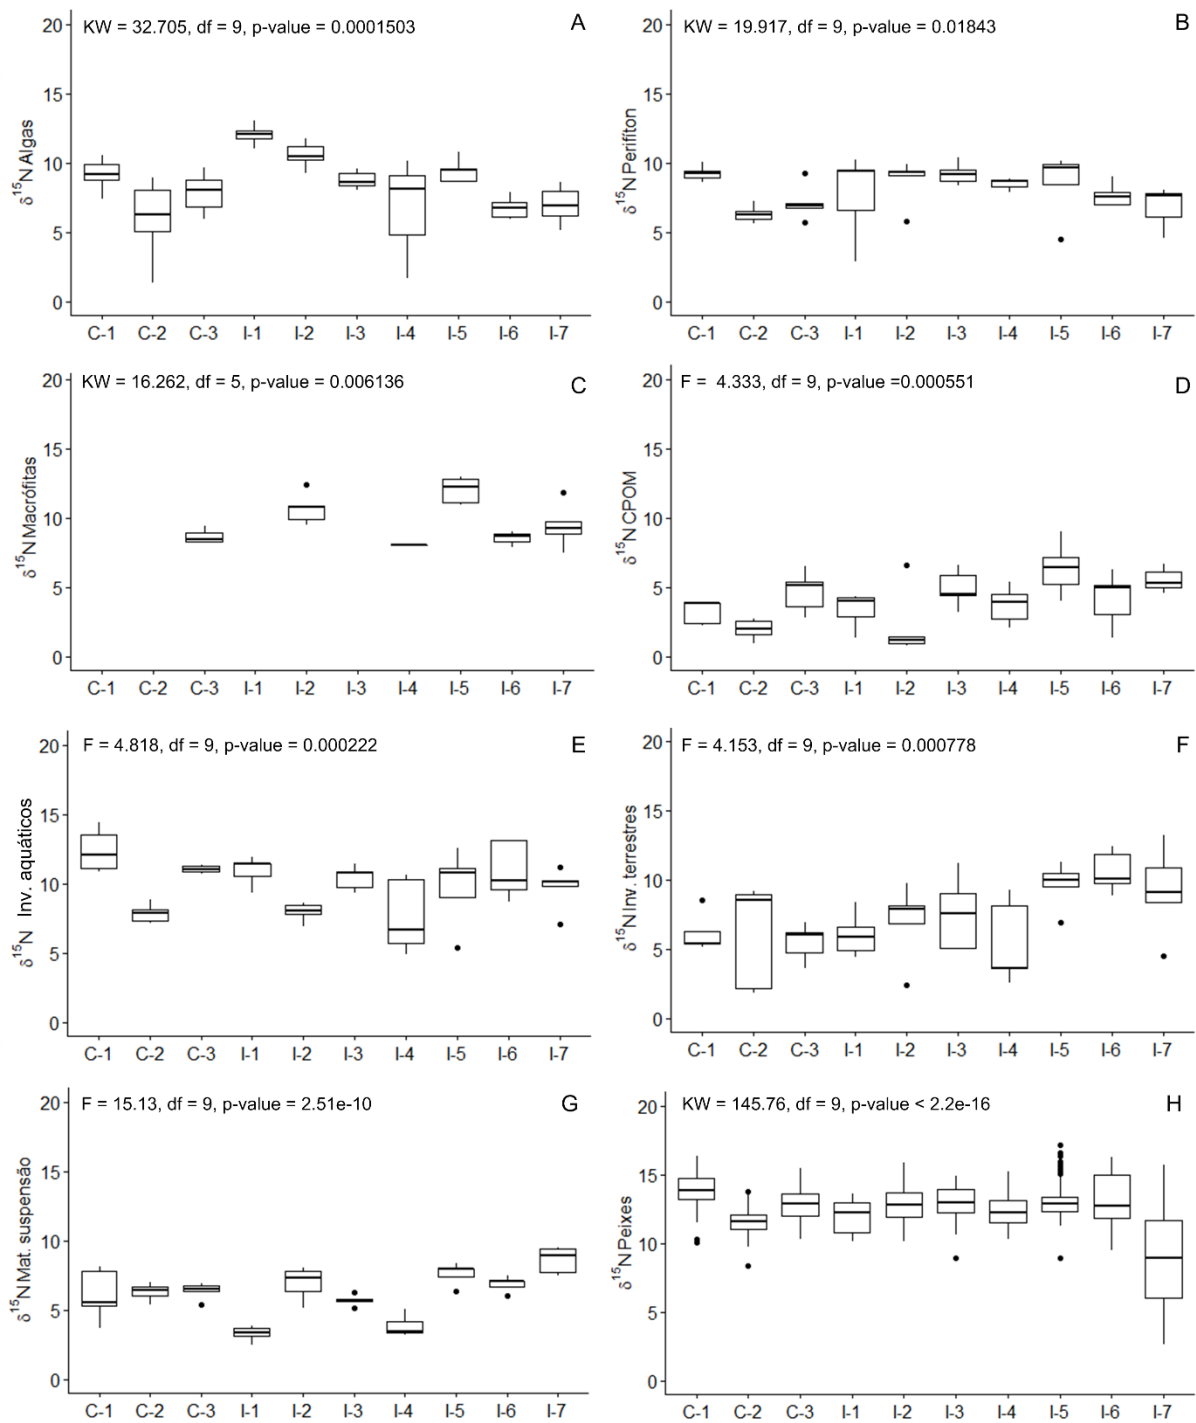 KW = 32.705, df = 9, p-value = 0.0001503
A
20
15
10
5
0
δ15N Algas
C-1 C-2 C-3 I-1 I-2 I-3 I-4 I-5 I-6 I-7
KW = 19.917, df = 9, p-value = 0.01843
B
20
15
10
5
0
δ15N Perifíton
C-1 C-2 C-3 I-1 I-2 I-3 I-4 I-5 I-6 I-7
KW = 16.262, df = 5, p-value = 0.006136
C
20
15
10
5
0
δ15N Macrófitas
C-1 C-2 C-3 I-1 I-2 I-3 I-4 I-5 I-6 I-7
F = 4.333, df = 9, p-value =0.000551
D
20
15
10
5
0
δ15N CPOM
C-1 C-2 C-3 I-1 I-2 I-3 I-4 I-5 I-6 I-7
F = 4.818, df = 9, p-value = 0.000222
E
20
15
10
5
0
δ15N Inv. aquáticos
C-1 C-2 C-3 I-1 I-2 I-3 I-4 I-5 I-6 I-7
F = 4.153, df = 9, p-value = 0.000778
F
20
15
10
5
0
δ15N Inv. terrestres
C-1 C-2 C-3 I-1 I-2 I-3 I-4 I-5 I-6 I-7
F = 15.13, df = 9, p-value = 2.51e-10
G
20
15
10
5
0
δ15N Mat. suspensão
C-1 C-2 C-3 I-1 I-2 I-3 I-4 I-5 I-6 I-7
KW = 145.76, df = 9, p-value < 2.2e-16
H
20
15
10
5
0
δ15N Peixes
C-1 C-2 C-3 I-1 I-2 I-3 I-4 I-5 I-6 I-7